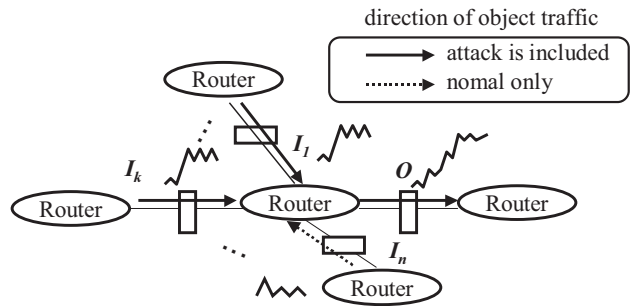 direction of object traffic
attack is included
nomal only
Router
I1
Ik
O
Router
Router
Router
In
Router